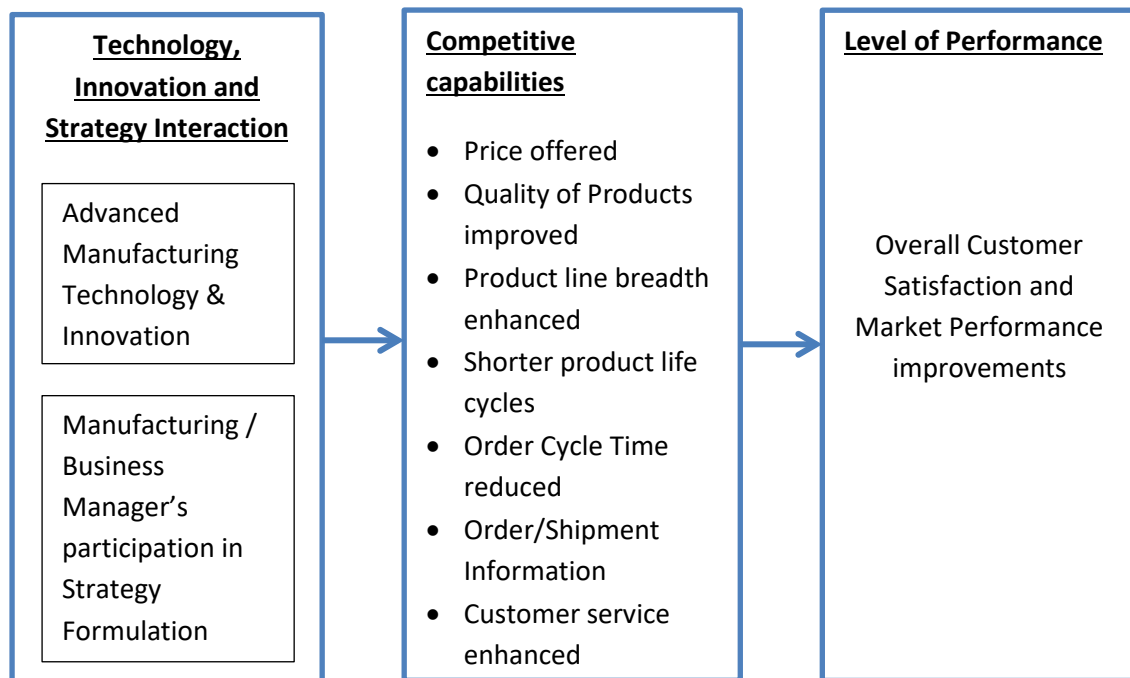 Technology,
Innovation and
Strategy Interaction
Advanced
Manufacturing
Technology &
Innovation
Manufacturing /
Business
Manager’s
participation in
Strategy
Formulation
Competitive
capabilities
• Price offered
• Quality of Products
improved
• Product line breadth
enhanced
• Shorter product life
cycles
• Order Cycle Time
reduced
• Order/Shipment
Information
• Customer service
enhanced
Level of Performance
Overall Customer
Satisfaction and
Market Performance
improvements